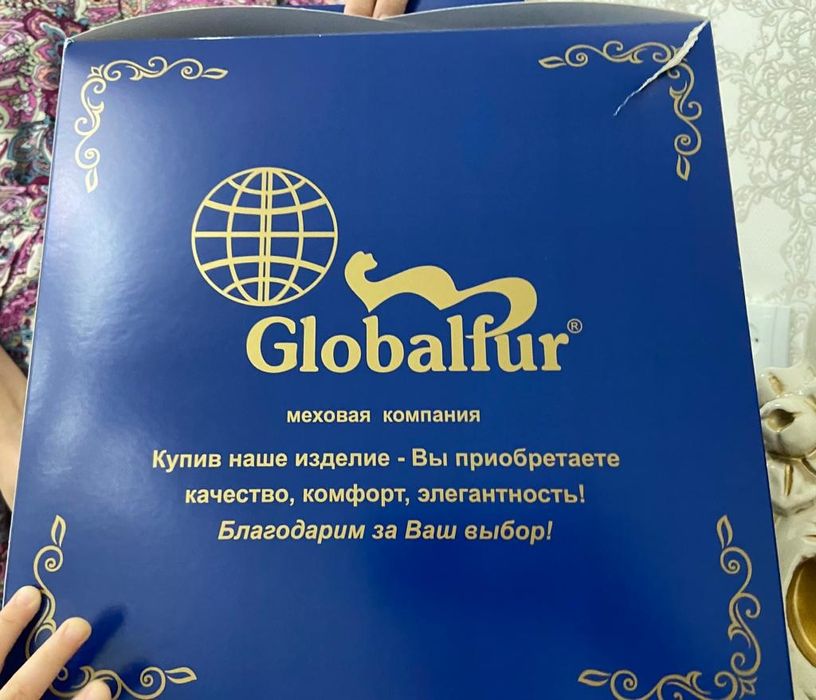 Globalfur®
меховая компания
Купив наше изделие - Вы приобретаете
качество, комфорт, элегантность!
Благодарим за Ваш выбор!